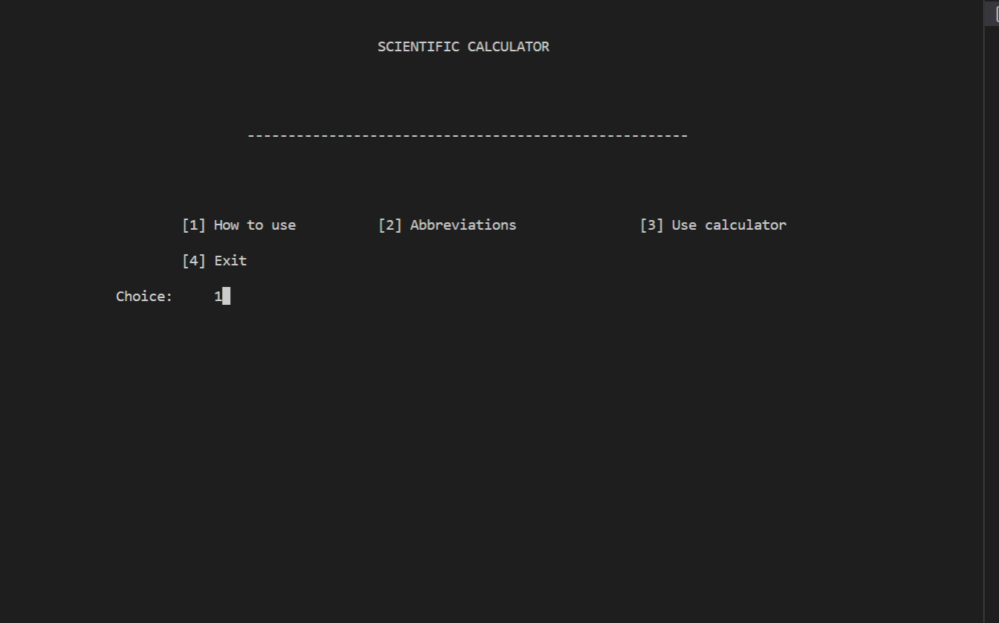 SCIENTIFIC CALCULATOR
------------------------------------------------------
[1] How to use [2] Abbreviations [3] Use calculator
[4] Exit
Choice: 1